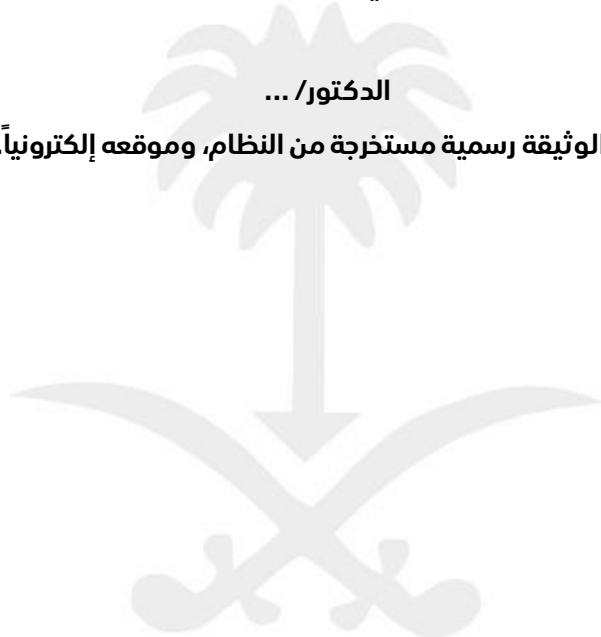 الدكتور/ ...
الوثيقة رسمية مستخرجة من النظام، وموقعه إلكترونياً.